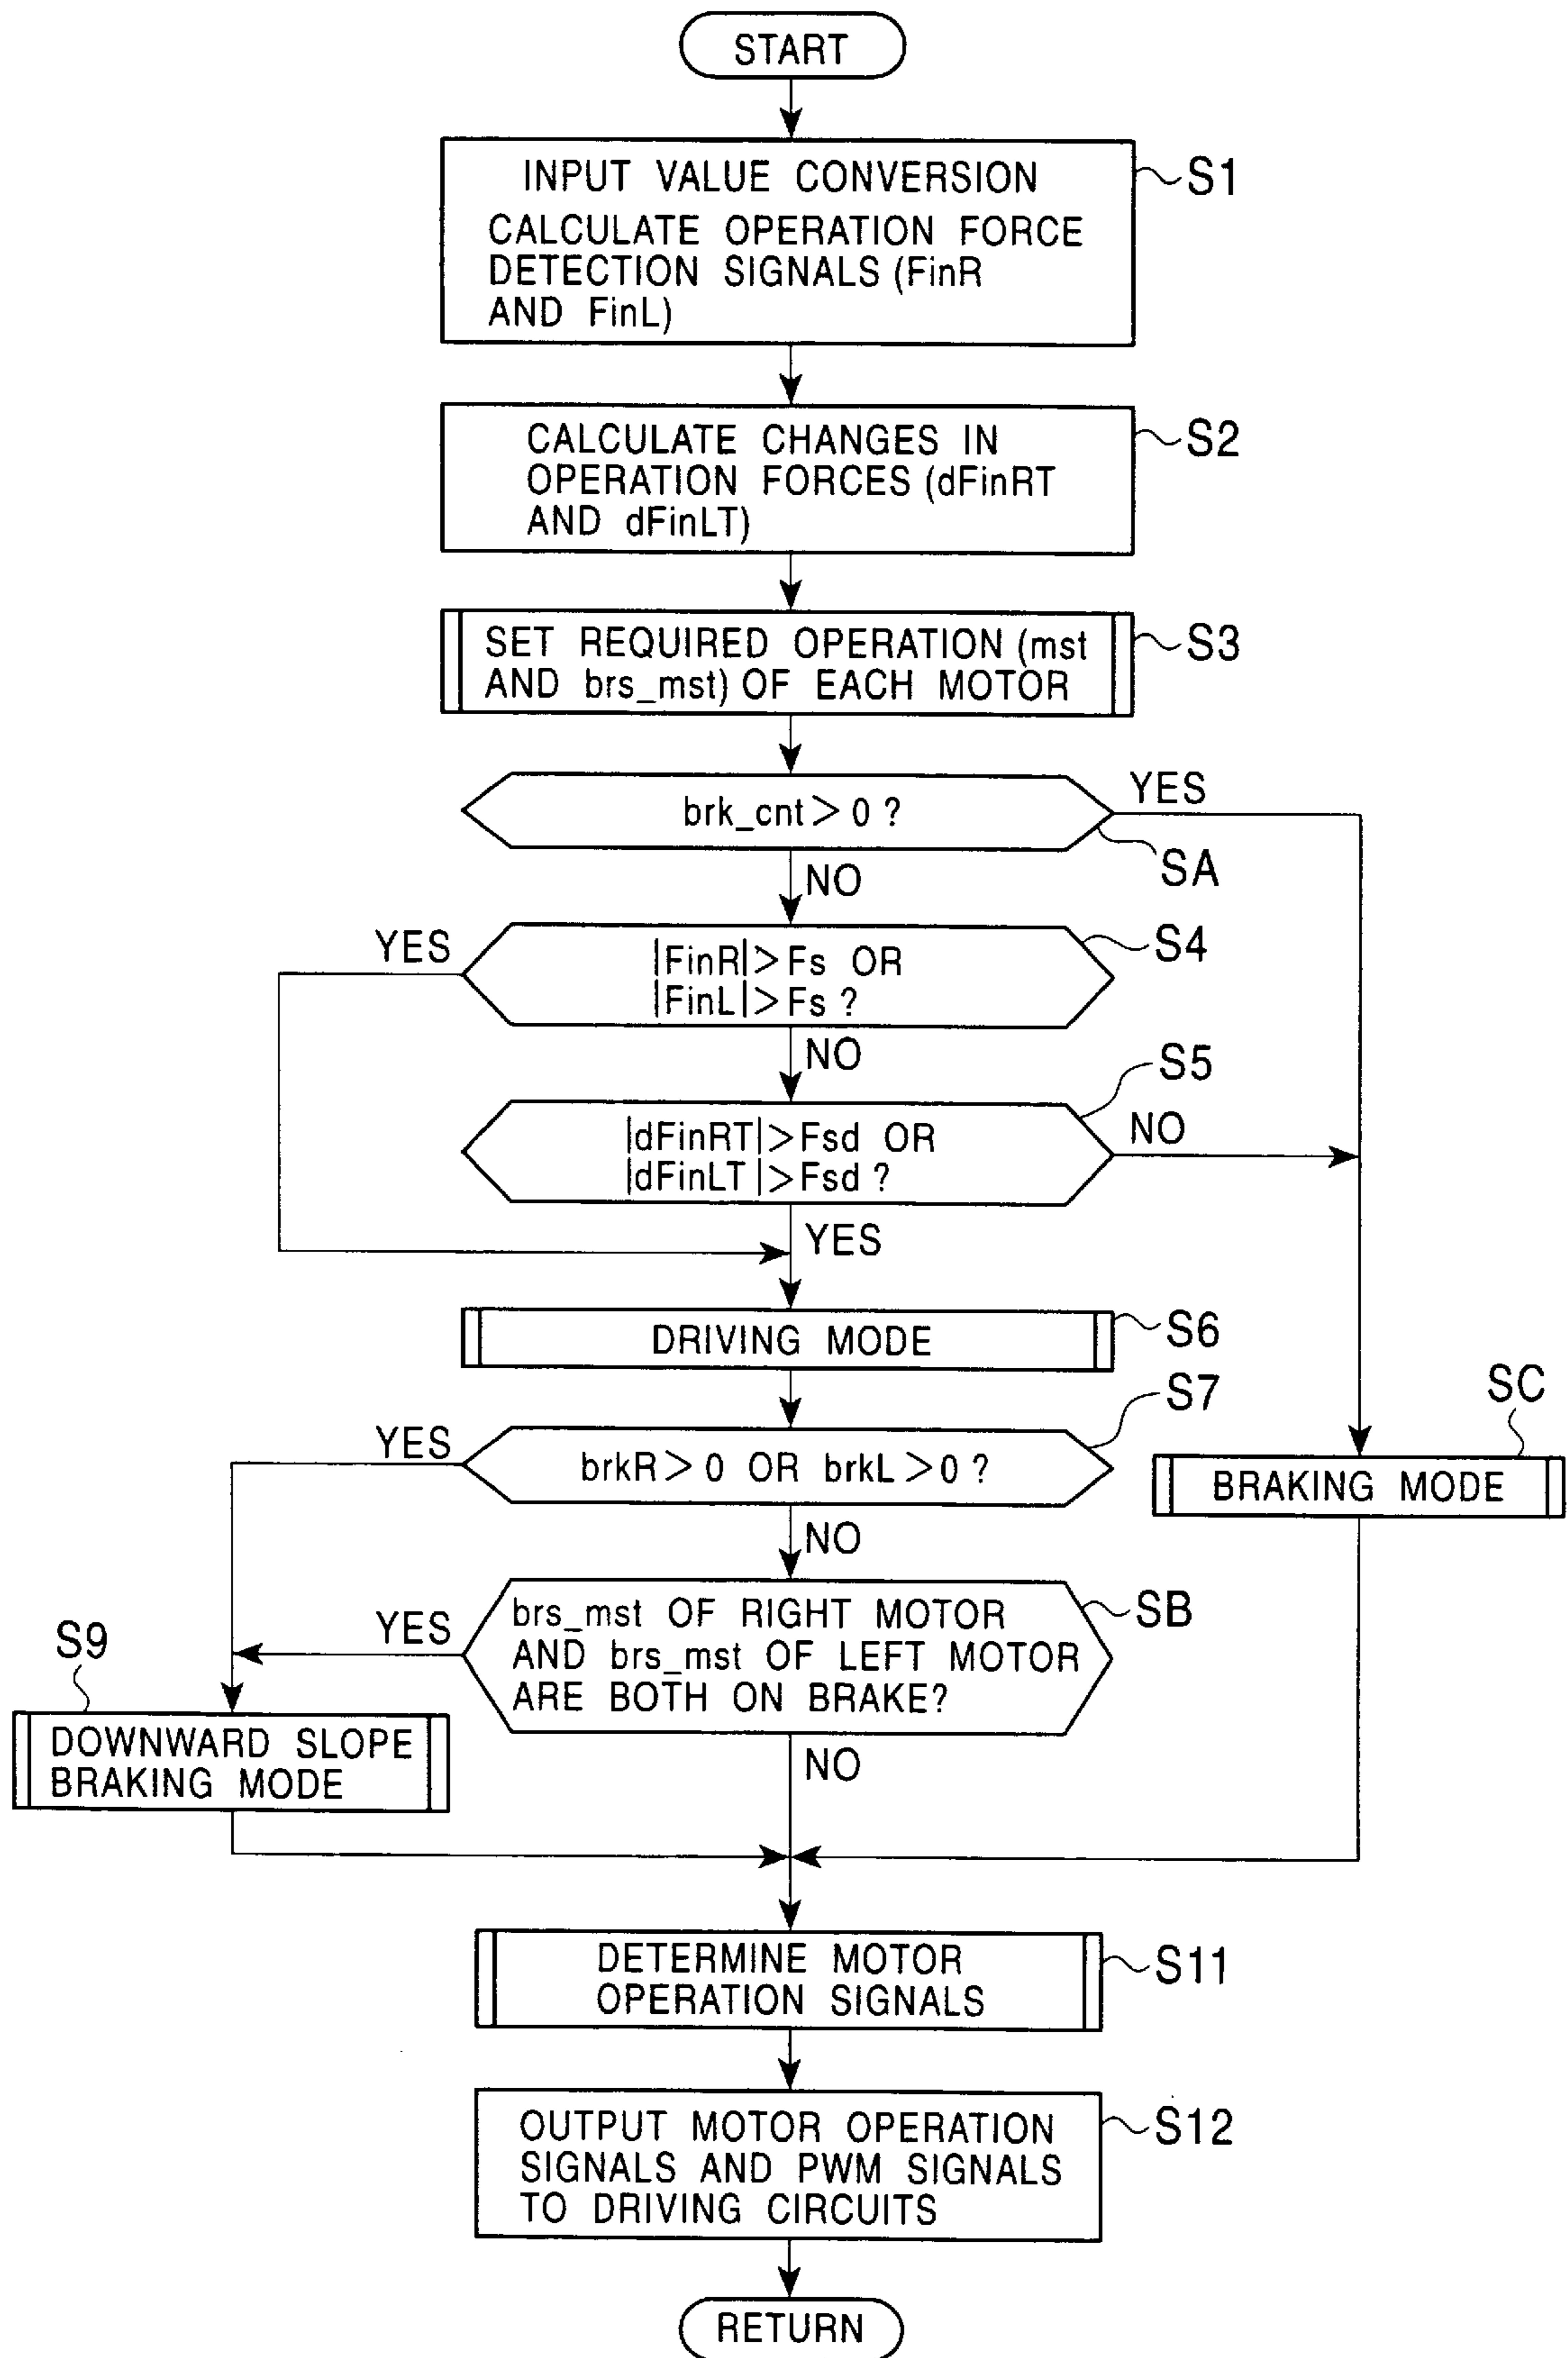 START
INPUT VALUE CONVERSION
S1
CALCULATE OPERATION FORCE
DETECTION SIGNALS (FinR
AND FinL)
CALCULATE CHANGES IN
S2
OPERATION FORCES (dFinRT
AND dFinLT)
SET REQUIRED OPERATION (mst
S3
AND brs_mst) OF EACH MOTOR
brk_cnt > 0 ?
YES
SA
NO
YES
|FinR| > Fs OR
|FinL| > Fs ?
S4
NO
S5
|dFinRT| > Fsd OR
|dFinLT| > Fsd ?
NO
YES
DRIVING MODE
S6
S7
YES
brkR > 0 OR brkL > 0 ?
SC
BRAKING MODE
NO
brs_mst OF RIGHT MOTOR
AND brs_mst OF LEFT MOTOR
ARE BOTH ON BRAKE?
SB
YES
S9
DOWNWARD SLOPE
BRAKING MODE
NO
DETERMINE MOTOR
OPERATION SIGNALS
S11
OUTPUT MOTOR OPERATION
SIGNALS AND PWM SIGNALS
TO DRIVING CIRCUITS
S12
RETURN